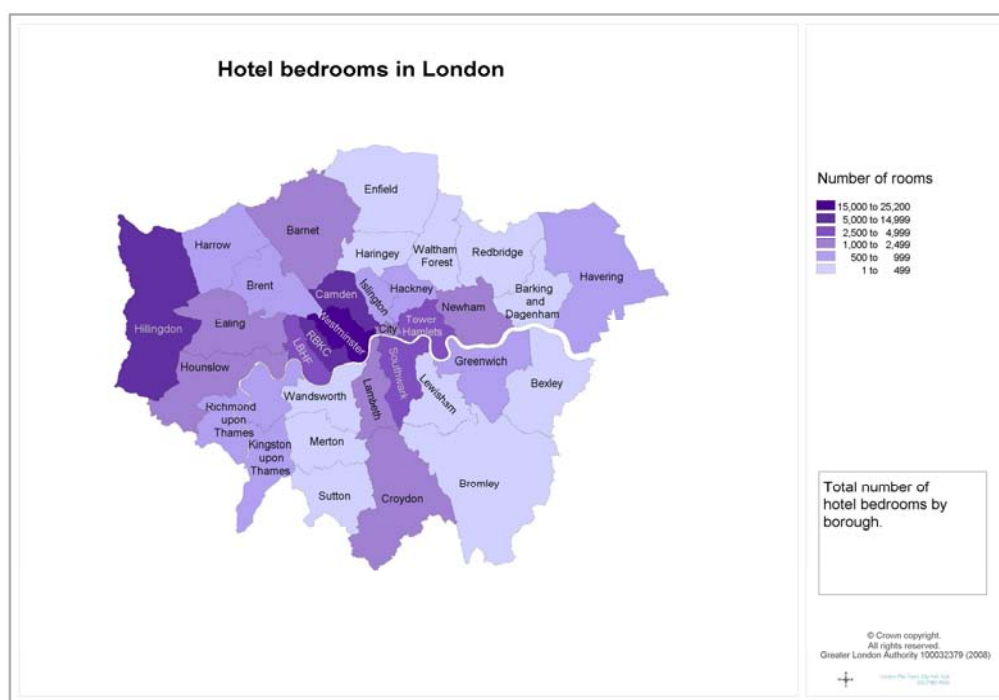 Hotel bedrooms in London
Enfield
Barnet
Harrow
Haringey
Waltham
Forest
Redbridge
Havering
Brent
Camden
Islington
Hackney
Barking
and
Dagenham
Newham
Hillingdon
Ealing
Westminster
City
Tower
Hamlets
RBKC
LBHF
Hounslow
Southwark
Greenwich
Bexley
Lambeth
Lewisham
Wandsworth
Richmond
upon
Thames
Merton
Kingston
upon
Thames
Sutton
Croydon
Bromley
Number of rooms
15,000 to 25,200
5,000 to 14,999
2,500 to 4,999
1,000 to 2,499
500 to 999
1 to 499
Total number of
hotel bedrooms by
borough.
© Crown copyright.
All rights reserved.
Greater London Authority 100032379 (2008)